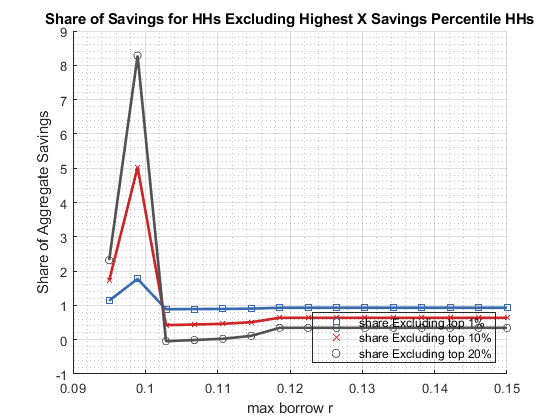 Share of Savings for HHs Excluding Highest X Savings Percentile HHs
9
8
7
6
5
4
3
2
1
0
-1
Share of Aggregate Savings
share Excluding top 1%
share Excluding top 10%
share Excluding top 20%
0.09 0.1 0.11 0.12 0.13 0.14 0.15
max borrow r